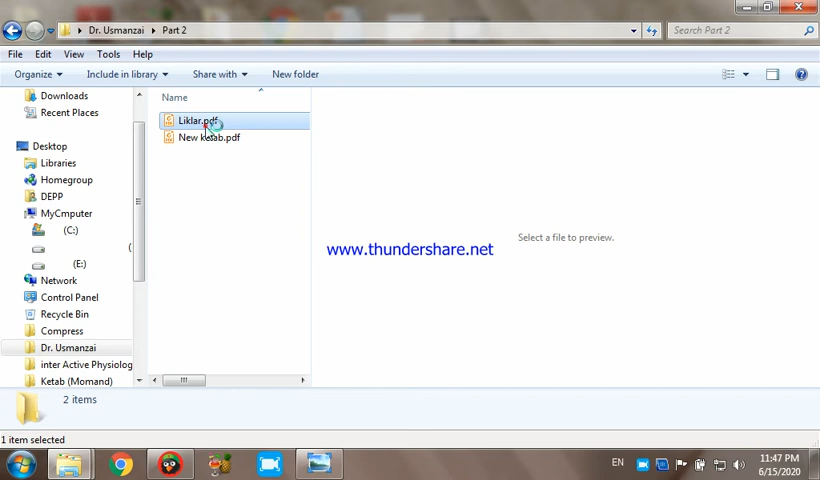 Dr. Usmanzai
Part 2
Search Part 2
File Edit View Tools Help
Organize Include in library Share with New folder
Downloads
Recent Places
Desktop
Libraries
Homegroup
DEPP
MyCmputer
(C:)
(
(E:)
Network
Control Panel
Recycle Bin
Compress
Dr. Usmanzai
inter Active Physiolog
Ketab (Momand)
Name
Liklar.pdf
New ketab.pdf
Select a file to preview.
www.thundershare.net
2 items
1 item selected
EN
11:47 PM
6/15/2020